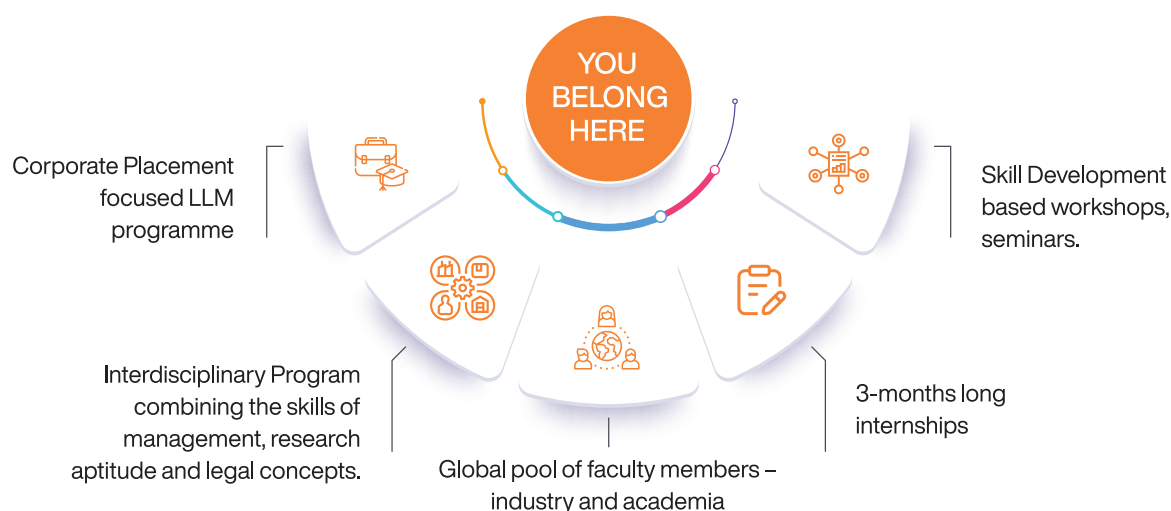 YOU
BELONG
HERE
Corporate Placement
focused LLM
programme
Interdisciplinary Program
combining the skills of
management, research
aptitude and legal concepts.
Global pool of faculty members –
industry and academia
3-months long
internships
Skill Development
based workshops,
seminars.